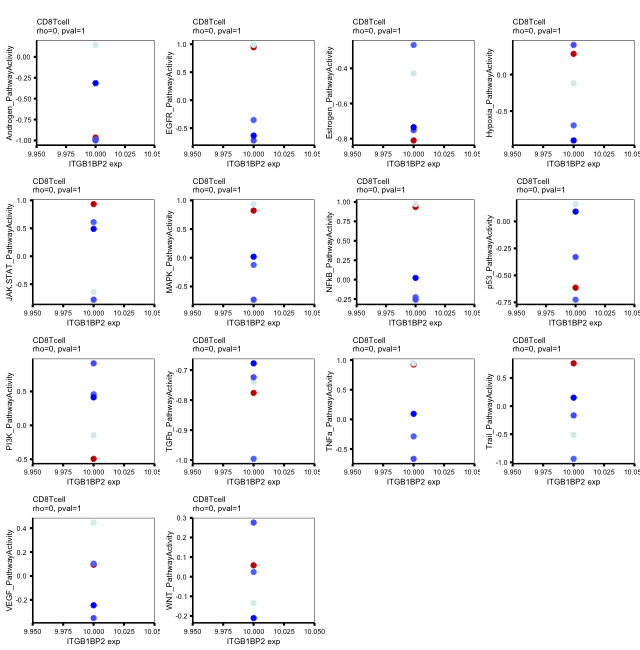 CD8Tcell
rho=0, pval=1
Androgen_PathwayActivity
0.00
-0.25
-0.50
-0.75
-1.00
9.950 9.975 10.000 10.025 10.05
ITGB1BP2 exp
CD8Tcell
rho=0, pval=1
EGFR_PathwayActivity
1.0
0.5
0.0
-0.5
9.950 9.975 10.000 10.025 10.05
ITGB1BP2 exp
CD8Tcell
rho=0, pval=1
Estrogen_PathwayActivity
-0.4
-0.6
-0.8
9.950 9.975 10.000 10.025 10.05
ITGB1BP2 exp
CD8Tcell
rho=0, pval=1
Hypoxia_PathwayActivity
0.0
-0.5
9.950 9.975 10.000 10.025 10.05
ITGB1BP2 exp
CD8Tcell
rho=0, pval=1
JAK.STAT_PathwayActivity
1.0
0.5
0.0
-0.5
9.950 9.975 10.000 10.025 10.05
ITGB1BP2 exp
CD8Tcell
rho=0, pval=1
MAPK_PathwayActivity
1.0
0.5
0.0
-0.5
9.950 9.975 10.000 10.025 10.05
ITGB1BP2 exp
CD8Tcell
rho=0, pval=1
NFkB_PathwayActivity
1.00
0.75
0.50
0.25
0.00
-0.25
9.950 9.975 10.000 10.025 10.05
ITGB1BP2 exp
CD8Tcell
rho=0, pval=1
p53_PathwayActivity
0.00
-0.25
-0.50
-0.75
9.950 9.975 10.000 10.025 10.05
ITGB1BP2 exp
CD8Tcell
rho=0, pval=1
PI3K_PathwayActivity
0.5
0.0
-0.5
9.950 9.975 10.000 10.025 10.05
ITGB1BP2 exp
CD8Tcell
rho=0, pval=1
TGFb_PathwayActivity
-0.7
-0.8
-0.9
-1.0
9.950 9.975 10.000 10.025 10.05
ITGB1BP2 exp
CD8Tcell
rho=0, pval=1
TNFa_PathwayActivity
1.0
0.5
0.0
-0.5
9.950 9.975 10.000 10.025 10.05
ITGB1BP2 exp
CD8Tcell
rho=0, pval=1
Trail_PathwayActivity
0.5
0.0
-0.5
-1.0
9.950 9.975 10.000 10.025 10.05
ITGB1BP2 exp
CD8Tcell
rho=0, pval=1
VEGF_PathwayActivity
0.4
0.2
0.0
-0.2
9.950 9.975 10.000 10.025 10.05
ITGB1BP2 exp
CD8Tcell
rho=0, pval=1
WNT_PathwayActivity
0.3
0.2
0.1
0.0
-0.1
-0.2
9.950 9.975 10.000 10.025 10.050
ITGB1BP2 exp